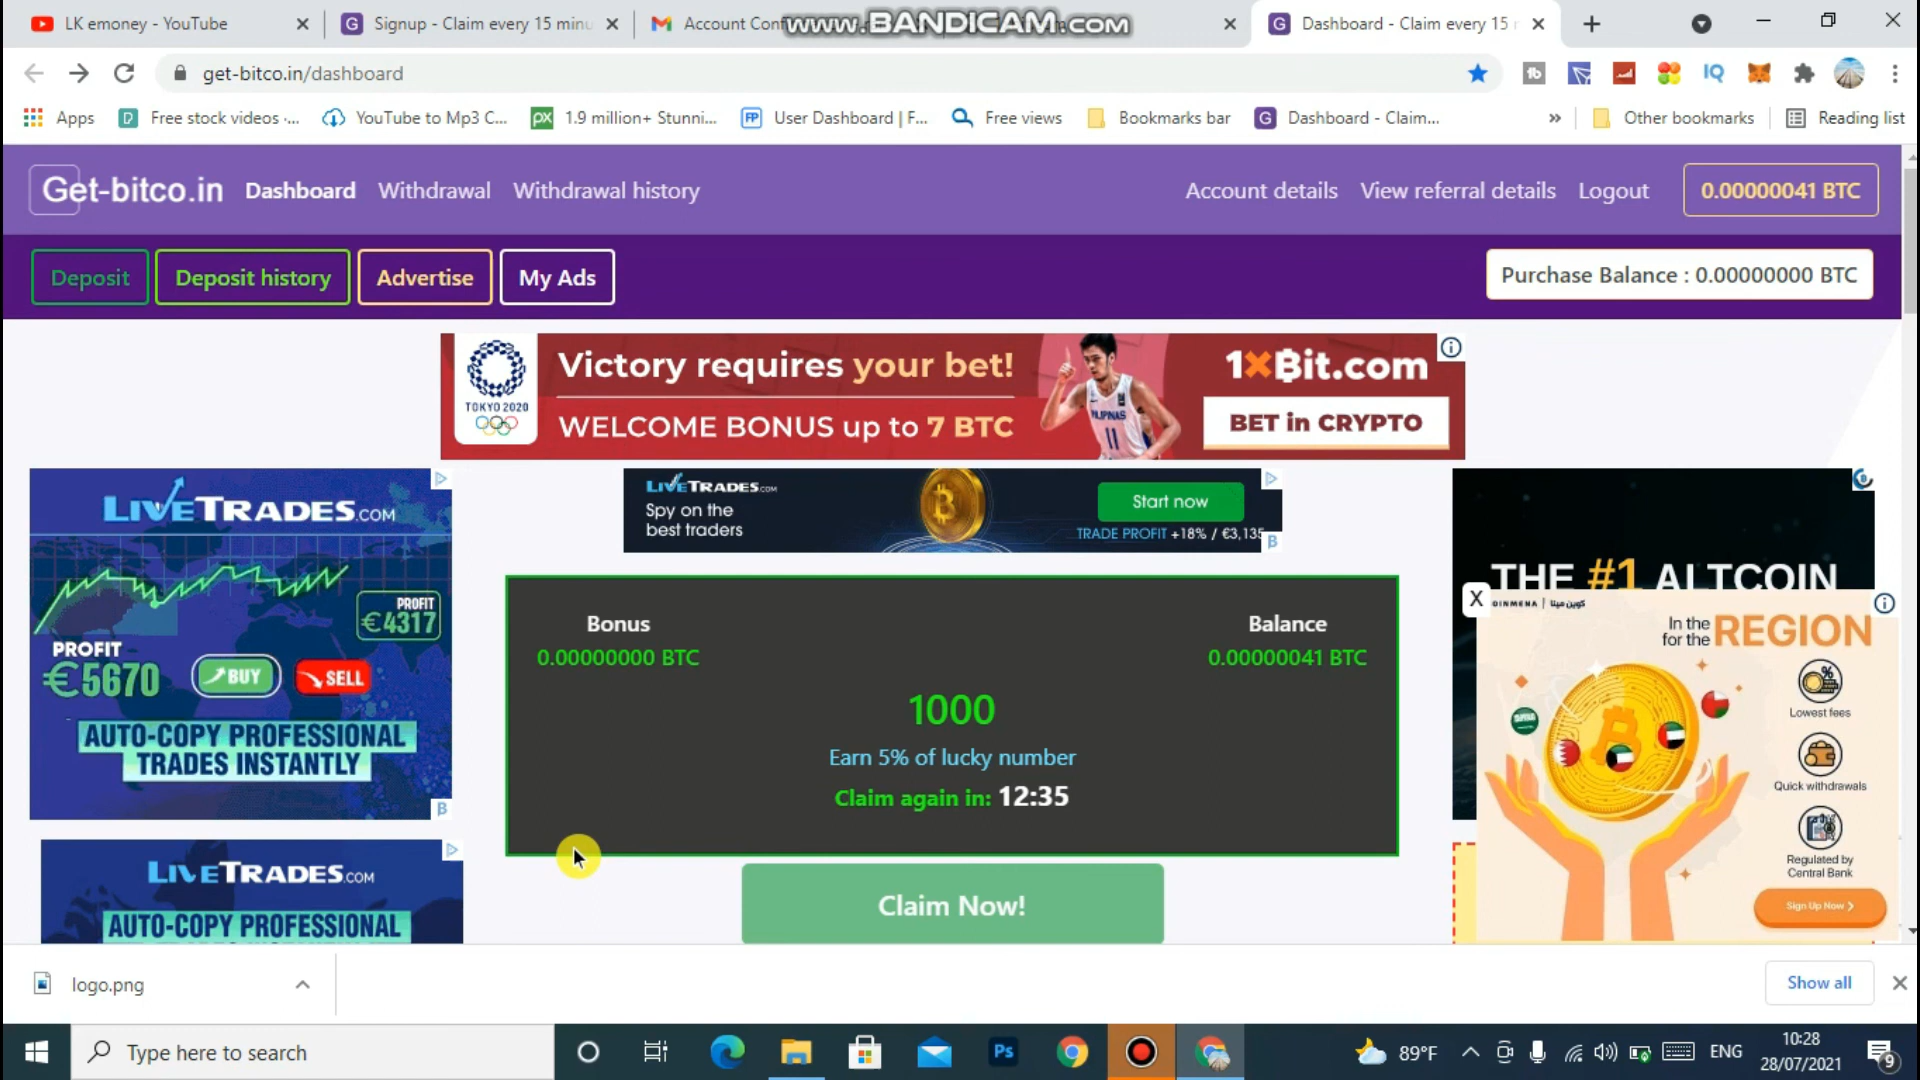 LK emoney - YouTube
Signup - Claim every 15 minu
Account Conf
WWW.BANDICAM.COM
Dashboard - Claim every 15
get-bitco.in/dashboard
Apps
Free stock videos -...
YouTube to Mp3 C...
1.9 million+ Stunni...
User Dashboard | F...
Free views
Bookmarks bar
Dashboard - Claim...
Other bookmarks
Reading list
Get-bitco.in
Dashboard
Withdrawal
Withdrawal history
Account details
View referral details
Logout
0.00000041 BTC
Deposit
Deposit history
Advertise
My Ads
Purchase Balance : 0.00000000 BTC
TOKYO 2020
Victory requires your bet!
WELCOME BONUS up to 7 BTC
PILIPINAS
11
1XBit.com
BET in CRYPTO
LIVETRADES.COM
PROFIT
€4317
PROFIT
€5670
BUY
SELL
AUTO-COPY PROFESSIONAL
TRADES INSTANTLY
LIVETRADES.COM
Spy on the
best traders
Start now
TRADE PROFIT +18% / €3,135
THE #1 ALTCOIN
X
كوين مينا
In the
for the REGION
Lowest fees
Quick withdrawals
Regulated by
Central Bank
Sign Up Now >
Bonus
0.00000000 BTC
Balance
0.00000041 BTC
1000
Earn 5% of lucky number
Claim again in: 12:35
Claim Now!
LIVETRADES.COM
AUTO-COPY PROFESSIONAL
logo.png
Show all
Type here to search
Ps
89°F
ENG
10:28
28/07/2021
9